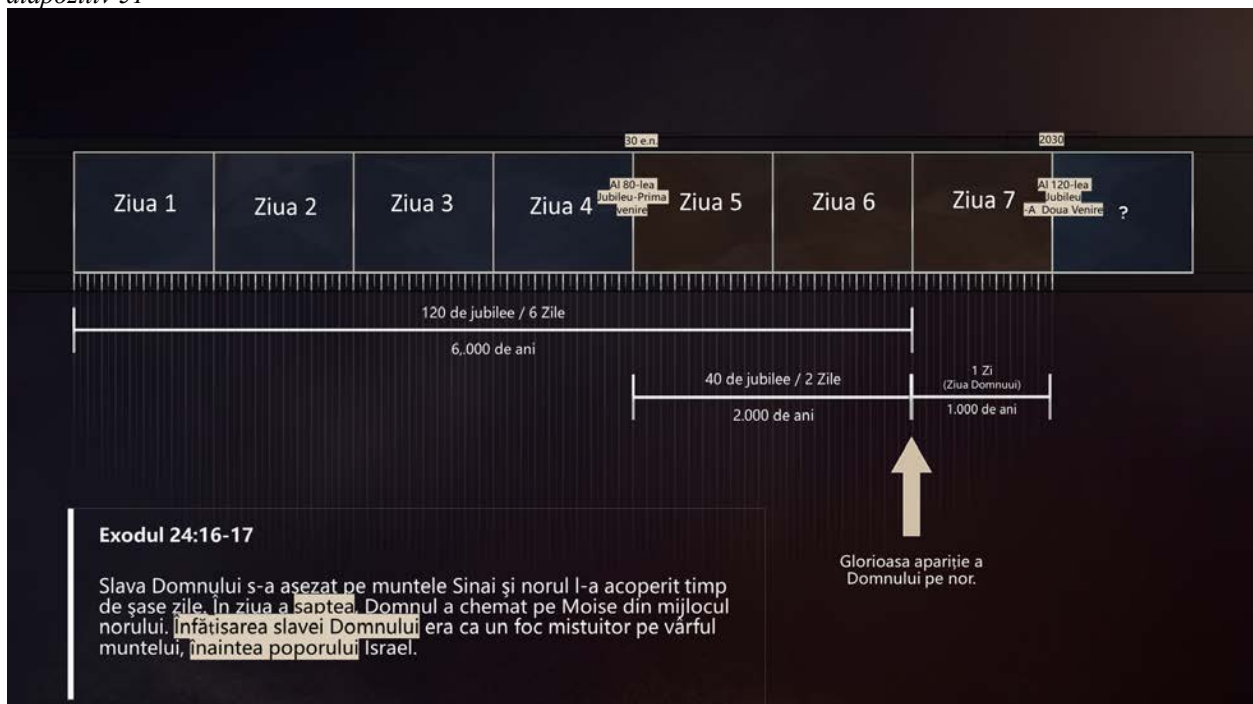 30 e.n.
2030
Ziua 1
Ziua 2
Ziua 3
Ziua 4
Al 80-lea
Jubileu-Prima
venire
Ziua 5
Ziua 6
Ziua 7
Al 120-lea
Jubileu
-A Doua Venire
?
120 de jubilee / 6 Zile
6,.000 de ani
40 de jubilee / 2 Zile
2.000 de ani
1 Zi
(Ziua Domnuui)
1.000 de ani
Glorioasa apariție a
Domnului pe nor.
Exodul 24:16-17
Slava Domnului s-a așezat pe muntele Sinai și norul l-a acoperit timp
de șase zile. În ziua a saptea, Domnul a chemat pe Moise din mijlocul
norului. Înfătisarea slavei Domnului era ca un foc mistuitor pe vârful
muntelui, înaintea poporului Israel.